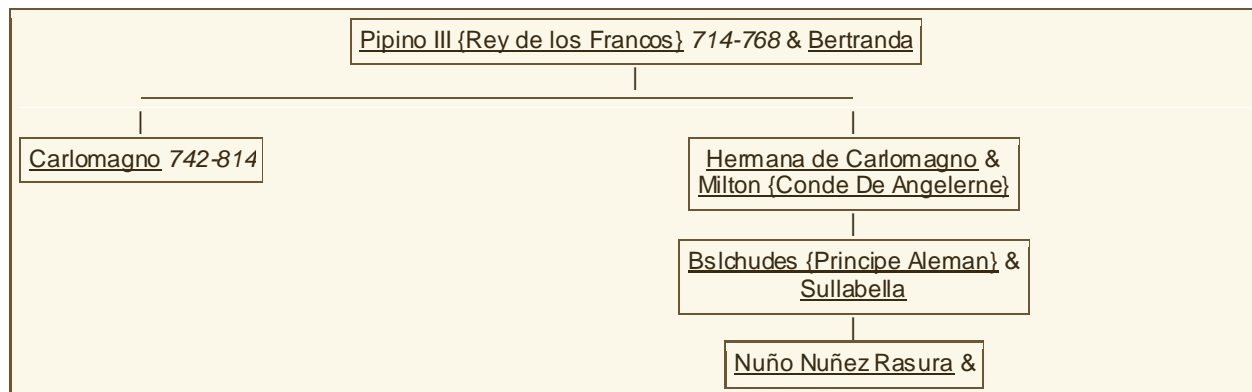 Pipino III {Rey de los Francos} 714-768 & Bertranda
Carlomagno 742-814
Hermana de Carlomagno &
Milton {Conde De Angelerne}
Bslchudes {Principe Aleman} &
Sullabella
Nuño Nuñez Rasura &